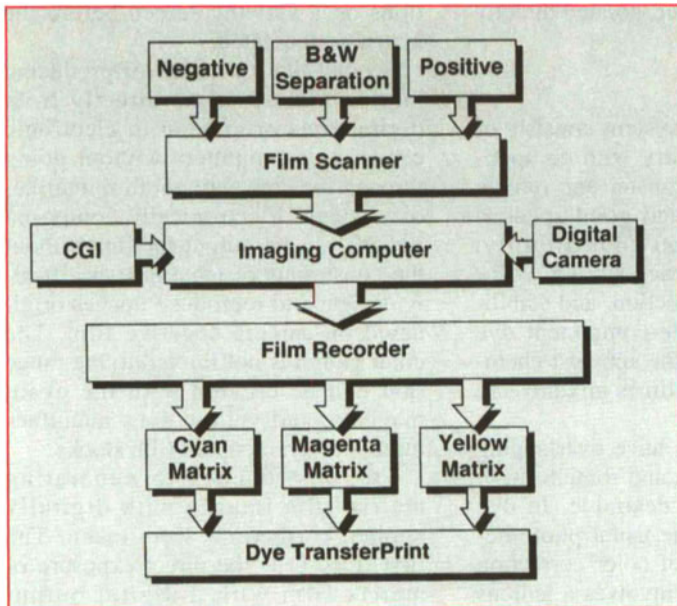 Negative
B&W
Separation
Positive
Film Scanner
CGI
Imaging Computer
Digital
Camera
Film Recorder
Cyan
Matrix
Magenta
Matrix
Yellow
Matrix
Dye TransferPrint